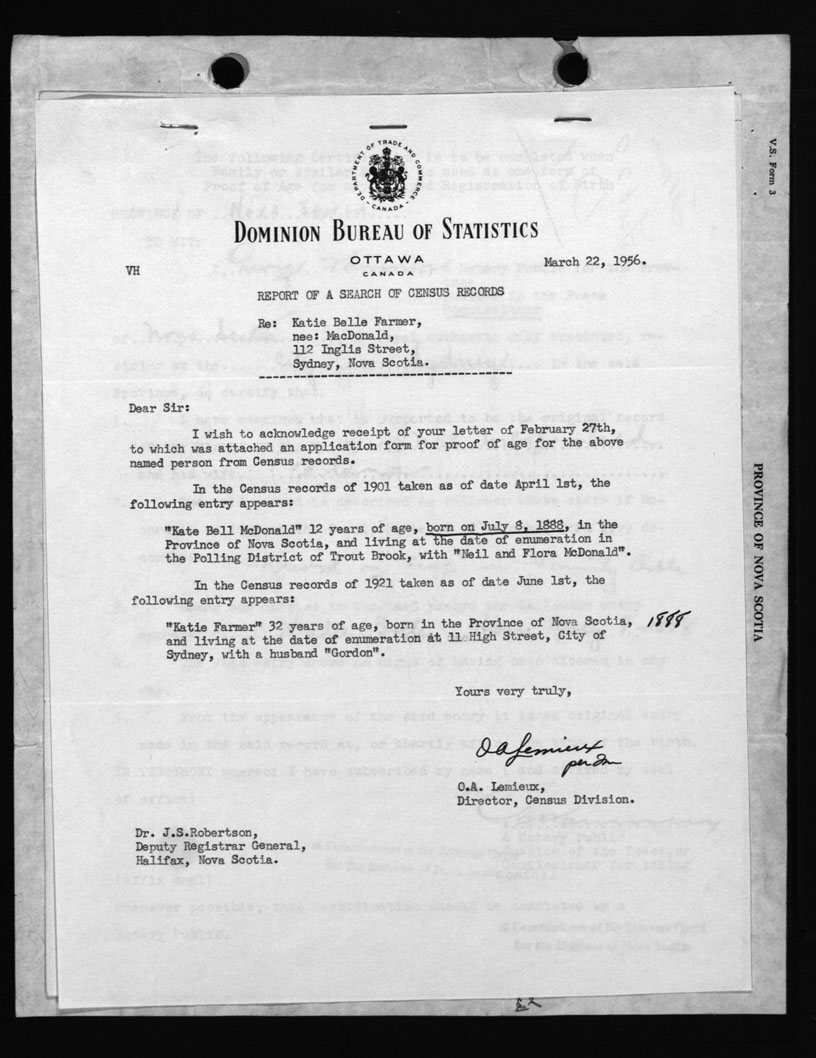 V.S. Form 3
PROVINCE OF NOVA SCOTIA
DEPARTMENT OF TRADE AND COMMERCE
CANADA
DOMINION BUREAU OF STATISTICS
OTTAWA
CANADA
VH
March 22, 1956.
REPORT OF A SEARCH OF CENSUS RECORDS
Re: Katie Belle Farmer,
nee: MacDonald,
112 Inglis Street,
Sydney, Nova Scotia.
Dear Sir:
I wish to acknowledge receipt of your letter of February 27th,
to which was attached an application form for proof of age for the above
named person from Census records.
In the Census records of 1901 taken as of date April 1st, the
following entry appears:
"Kate Bell McDonald" 12 years of age, born on July 8, 1888, in the
Province of Nova Scotia, and living at the date of enumeration in
the Polling District of Trout Brook, with "Neil and Flora McDonald".
In the Census records of 1921 taken as of date June 1st, the
following entry appears:
"Katie Farmer" 32 years of age, born in the Province of Nova Scotia, 1888
and living at the date of enumeration at 11 High Street, City of
Sydney, with a husband "Gordon".
Yours very truly,
O A Lemieux
per
O.A. Lemieux,
Director, Census Division.
Dr. J.S.Robertson,
Deputy Registrar General,
Halifax, Nova Scotia.